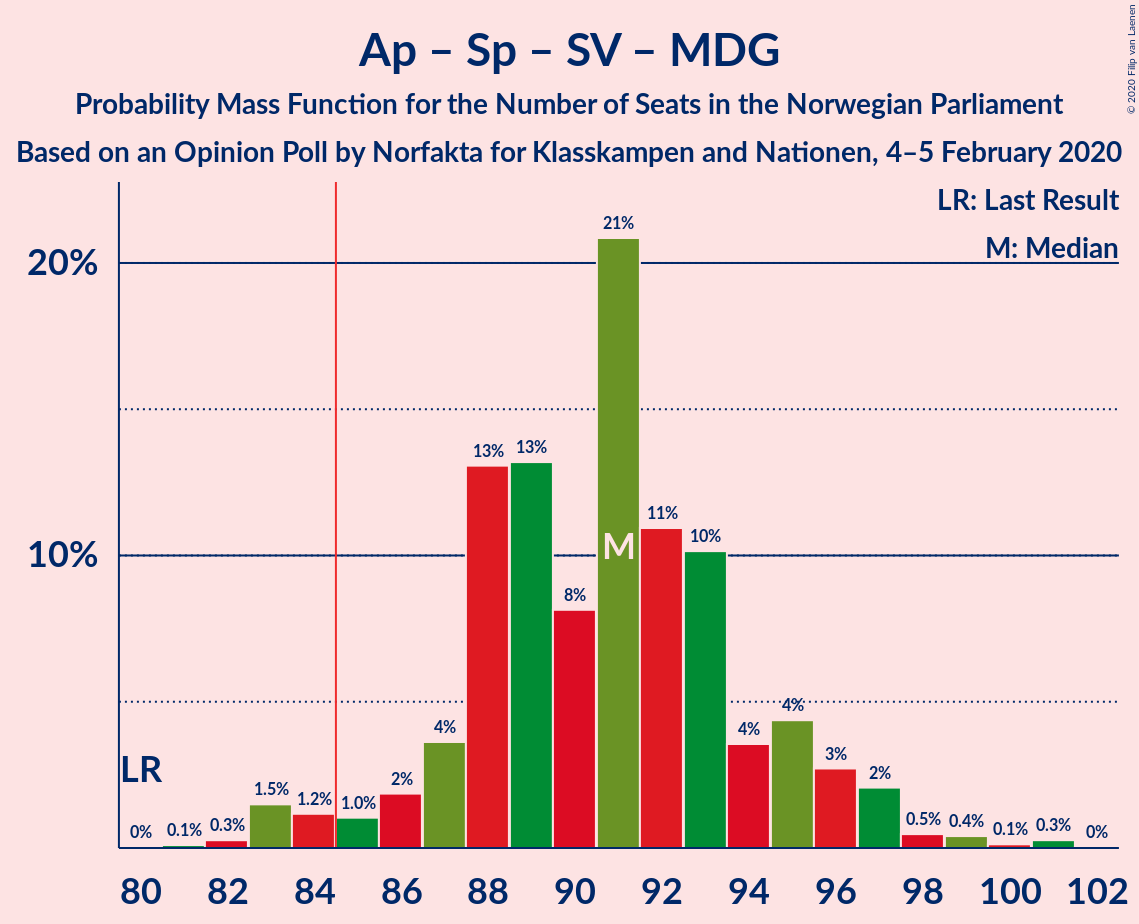 Ap – Sp – SV – MDG
Probability Mass Function for the Number of Seats in the Norwegian Parliament
Based on an Opinion Poll by Norfakta for Klasskampen and Nationen, 4–5 February 2020
© 2020 Filip van Laenen
LR: Last Result
M: Median
20%
10%
LR
M
0%
0.1%
0.3%
1.5%
1.2%
1.0%
2%
4%
13%
13%
8%
21%
11%
10%
4%
4%
3%
2%
0.5%
0.4%
0.1%
0.3%
0%
80 82 84 86 88 90 92 94 96 98 100 102